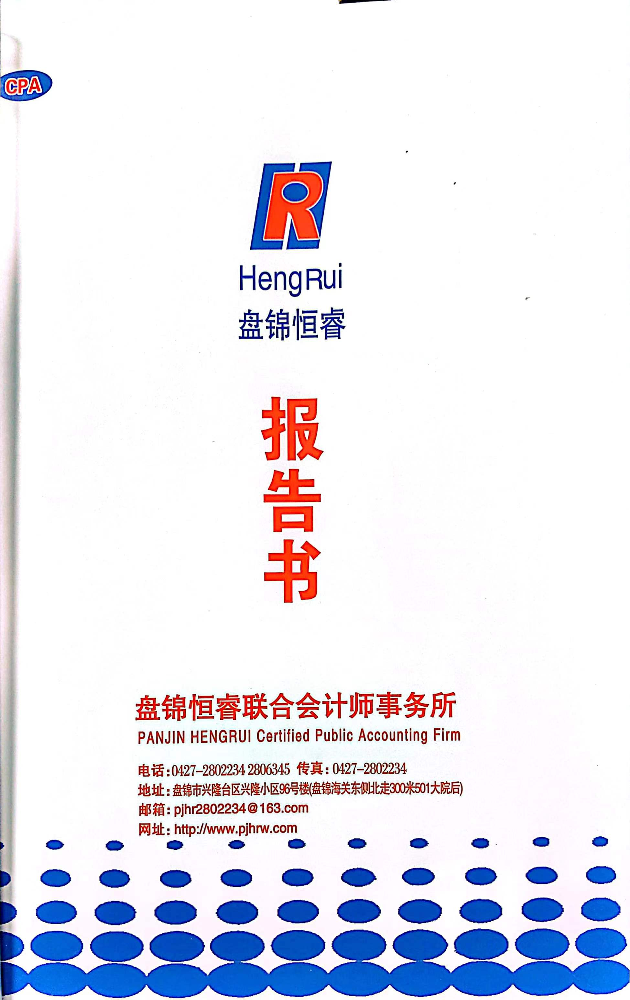 CPA
R
HengRui
盘锦恒睿
报
告
书
盘锦恒睿联合会计师事务所
PANJIN HENGRUI Certified Public Accounting Firm
电话:0427-2802234 2806345 传真:0427-2802234
地址:盘锦市兴隆台区兴隆小区96号楼(盘锦海关东侧北走300米501大院后)
邮箱:pjhr2802234@163.com
网址:http://www.pjhrw.com